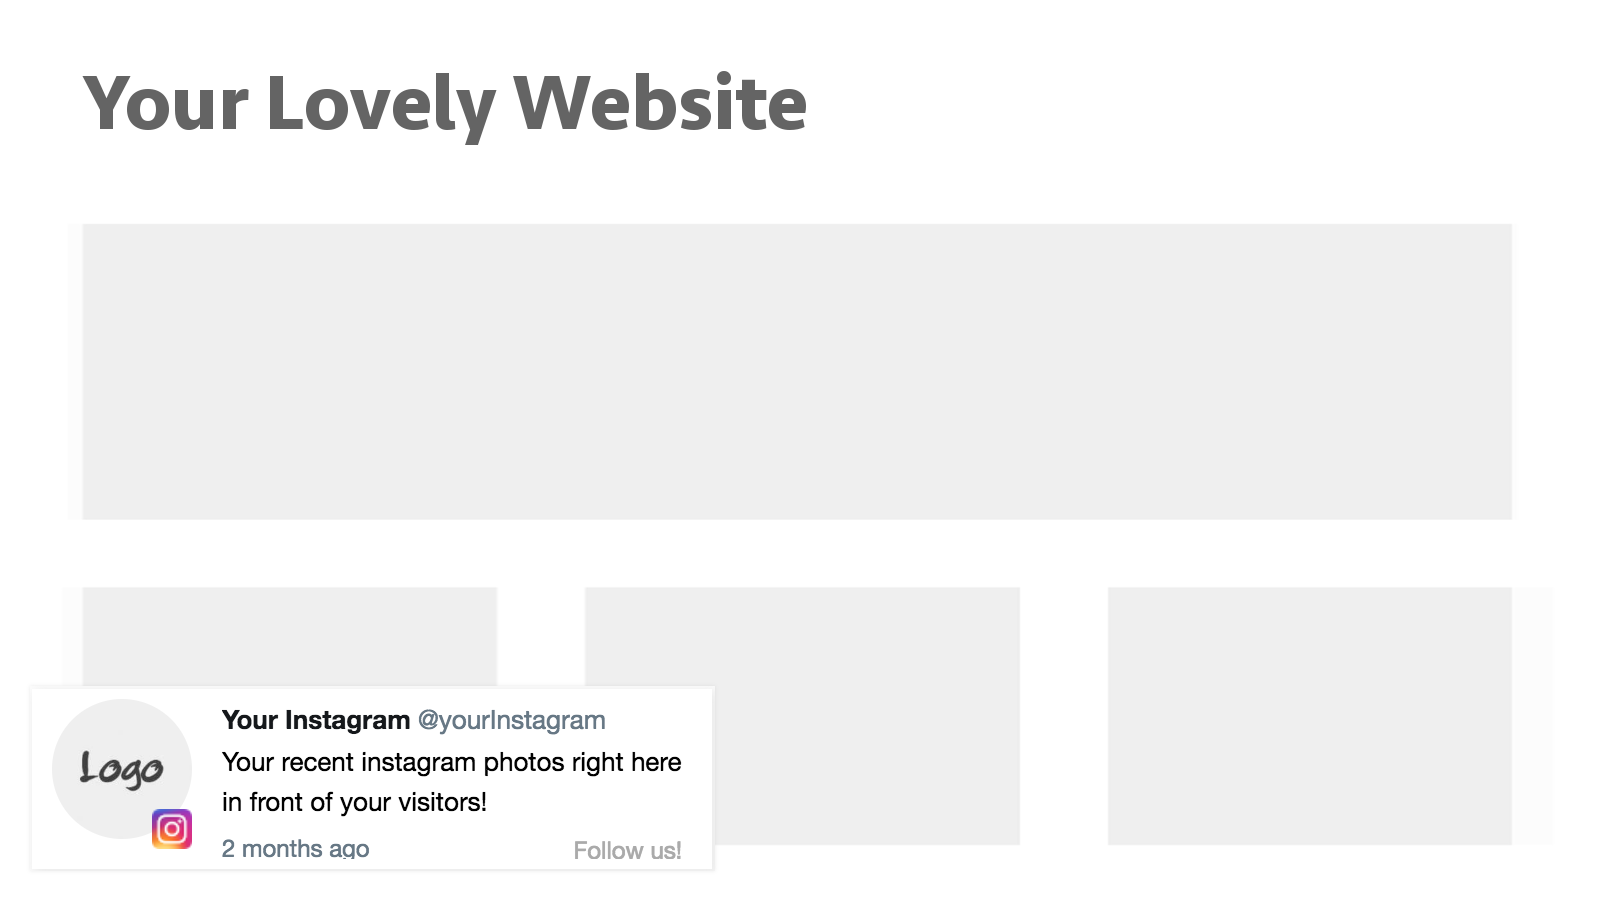 Your Lovely Website
Logo
Your Instagram @yourInstagram
Your recent instagram photos right here
in front of your visitors!
2 months ago
Follow us!